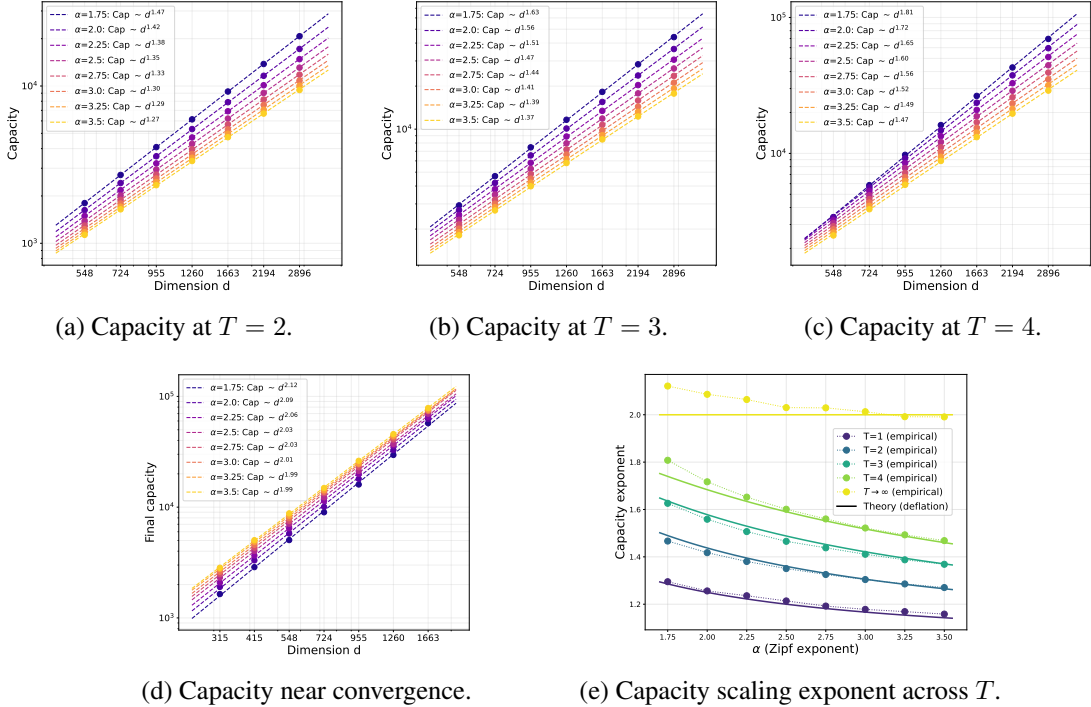 α=1.75: Cap ~ d^1.47
α=2.0: Cap ~ d^1.42
α=2.25: Cap ~ d^1.38
α=2.5: Cap ~ d^1.35
α=2.75: Cap ~ d^1.33
α=3.0: Cap ~ d^1.30
α=3.25: Cap ~ d^1.29
α=3.5: Cap ~ d^1.27
Capacity
10^4
10^3
548 724 955 1260 1663 2194 2896
Dimension d
(a) Capacity at T = 2.
α=1.75: Cap ~ d^1.63
α=2.0: Cap ~ d^1.56
α=2.25: Cap ~ d^1.51
α=2.5: Cap ~ d^1.47
α=2.75: Cap ~ d^1.44
α=3.0: Cap ~ d^1.41
α=3.25: Cap ~ d^1.39
α=3.5: Cap ~ d^1.37
Capacity
10^4
548 724 955 1260 1663 2194 2896
Dimension d
(b) Capacity at T = 3.
α=1.75: Cap ~ d^1.81
α=2.0: Cap ~ d^1.72
α=2.25: Cap ~ d^1.65
α=2.5: Cap ~ d^1.60
α=2.75: Cap ~ d^1.56
α=3.0: Cap ~ d^1.52
α=3.25: Cap ~ d^1.49
α=3.5: Cap ~ d^1.47
Capacity
10^5
10^4
548 724 955 1260 1663 2194 2896
Dimension d
(c) Capacity at T = 4.
α=1.75: Cap ~ d^2.12
α=2.0: Cap ~ d^2.09
α=2.25: Cap ~ d^2.06
α=2.5: Cap ~ d^2.03
α=2.75: Cap ~ d^2.03
α=3.0: Cap ~ d^2.01
α=3.25: Cap ~ d^1.99
α=3.5: Cap ~ d^1.99
Final capacity
10^5
10^4
10^3
315 415 548 724 955 1260 1663
Dimension d
(d) Capacity near convergence.
Capacity exponent
2.0
1.8
1.6
1.4
1.2
T=1 (empirical)
T=2 (empirical)
T=3 (empirical)
T=4 (empirical)
T→∞ (empirical)
Theory (deflation)
1.75 2.00 2.25 2.50 2.75 3.00 3.25 3.50
α (Zipf exponent)
(e) Capacity scaling exponent across T.